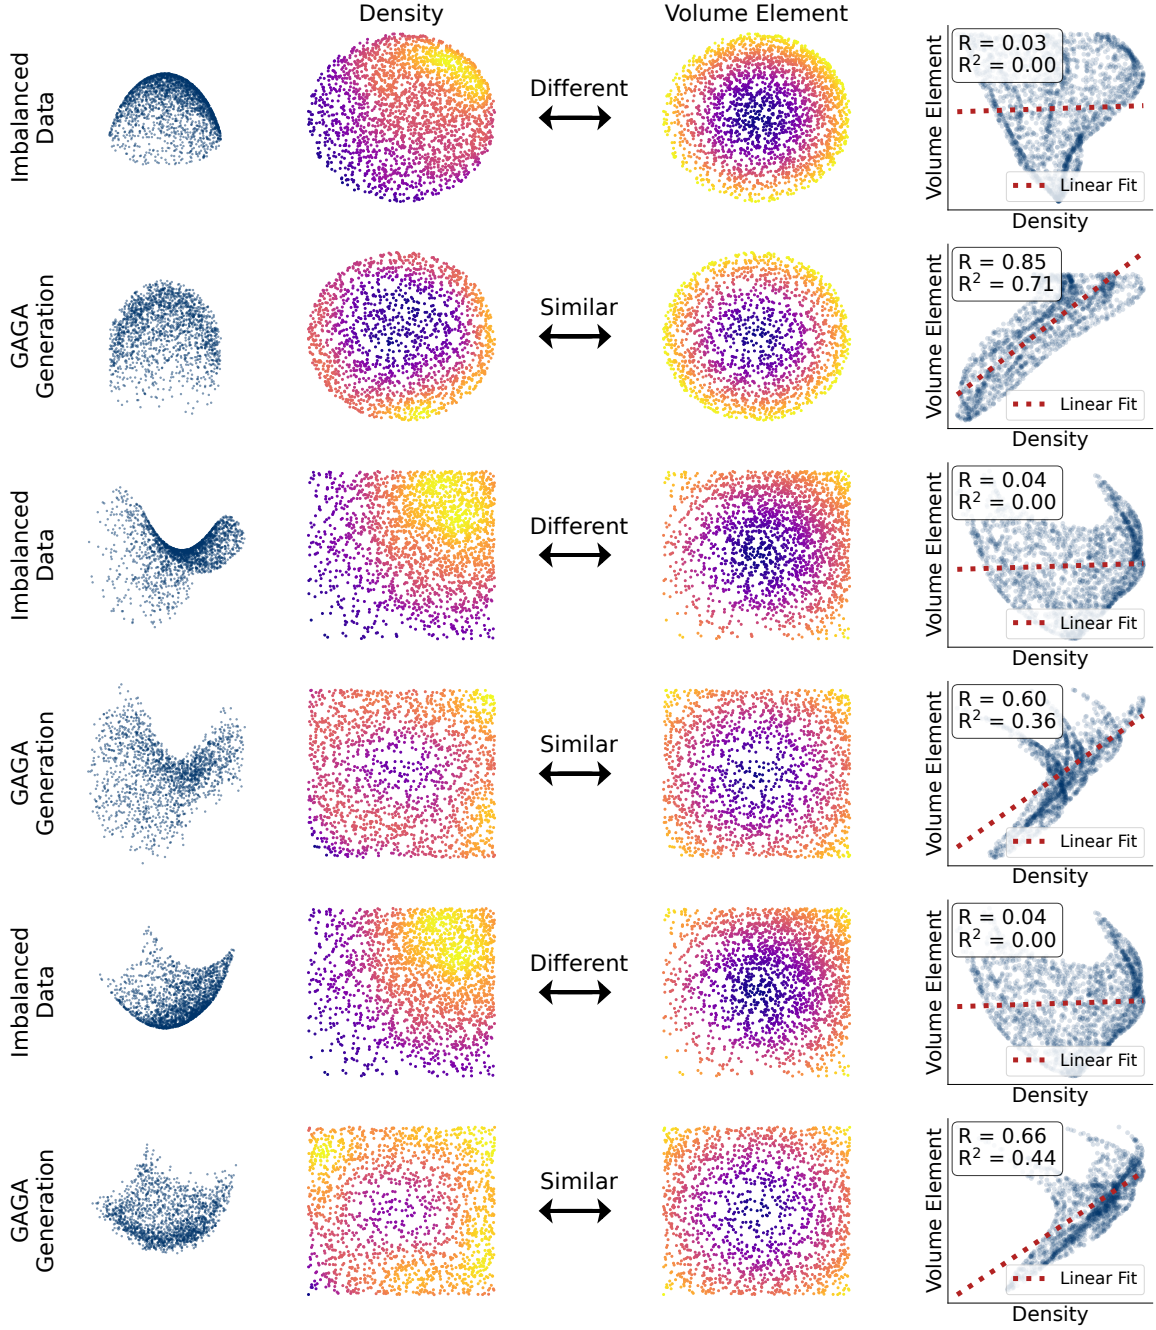 Density
Volume Element
Imbalanced
Data
Different
R = 0.03
R² = 0.00
Volume Element
Linear Fit
Density
GAGA
Generation
Similar
R = 0.85
R² = 0.71
Volume Element
Linear Fit
Density
Imbalanced
Data
Different
R = 0.04
R² = 0.00
Volume Element
Linear Fit
Density
GAGA
Generation
Similar
R = 0.60
R² = 0.36
Volume Element
Linear Fit
Density
Imbalanced
Data
Different
R = 0.04
R² = 0.00
Volume Element
Linear Fit
Density
GAGA
Generation
Similar
R = 0.66
R² = 0.44
Volume Element
Linear Fit
Density